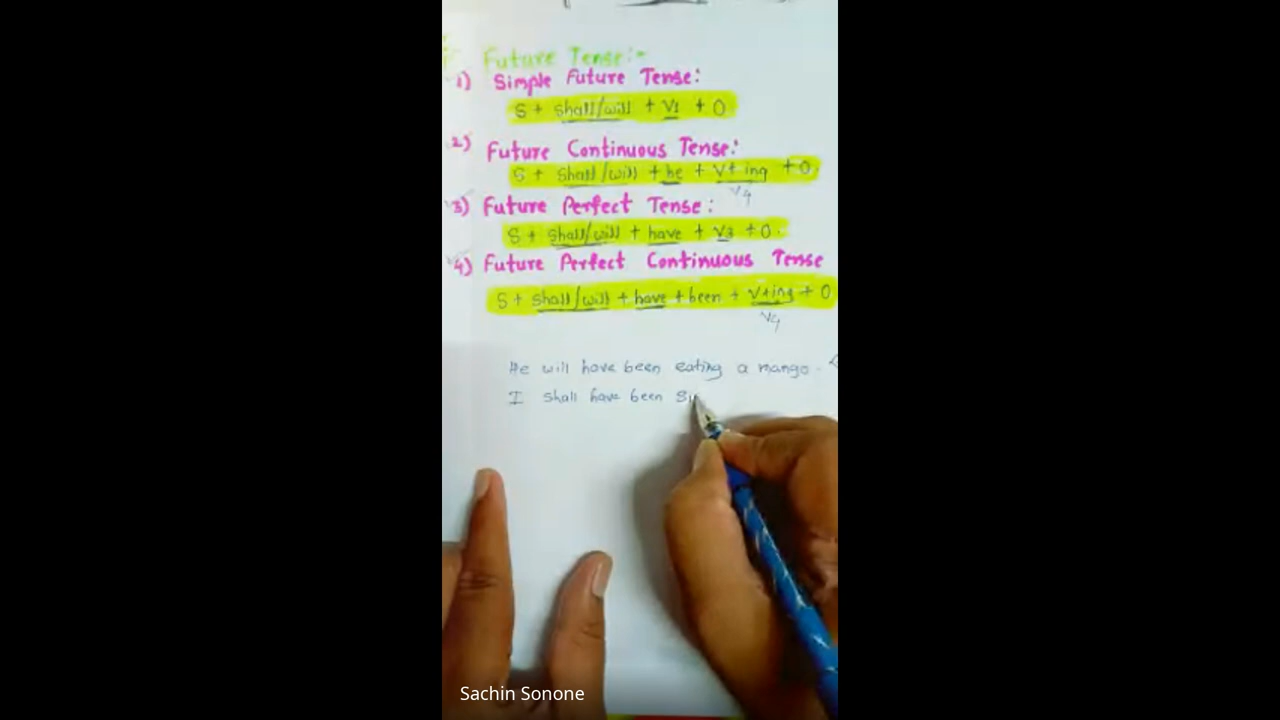 Future Tense:-
1) Simple Future Tense:
S + shall/will + V1 + O
2) Future Continuous Tense:
S + shall/will + be + V+ing + O.
V4
3) Future Perfect Tense:
S + shall/will + have + V3 + O.
4) Future Perfect Continuous Tense
S + shall/will + have + been + V+ing + O
V4
He will have been eating a mango.
I shall have been Si
Sachin Sonone